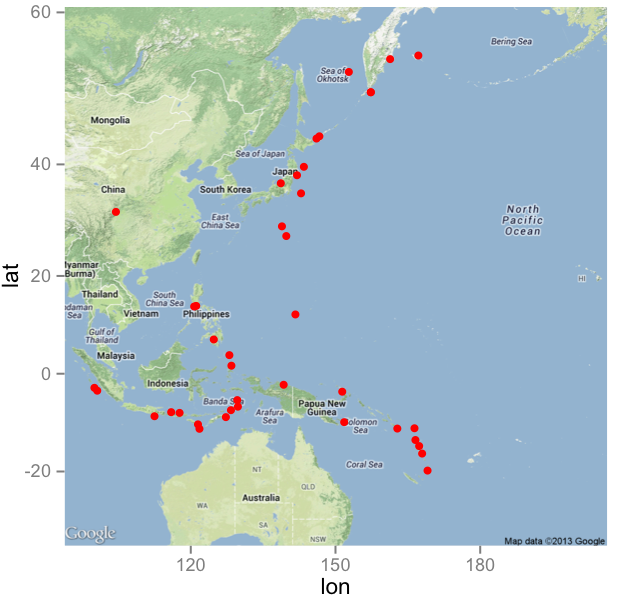 60
Bering Sea
Sea of
Okhotsk
Mongolia
40
Sea of Japan
Japan
China
South Korea
East
China Sea
North
Pacific
Ocean
20
Myanmar
(Burma)
HI
Thailand
South
China Sea
Andaman
Sea
Vietnam
Philippines
Gulf of
Thailand
Malaysia
0
Indonesia
Banda Sea
Papua New
Guinea
Arafura
Sea
Solomon
Sea
Coral Sea
-20
NT
QLD
WA
Australia
SA
NSW
Google
Map data ©2013 Google
120
150
180
lat
lon